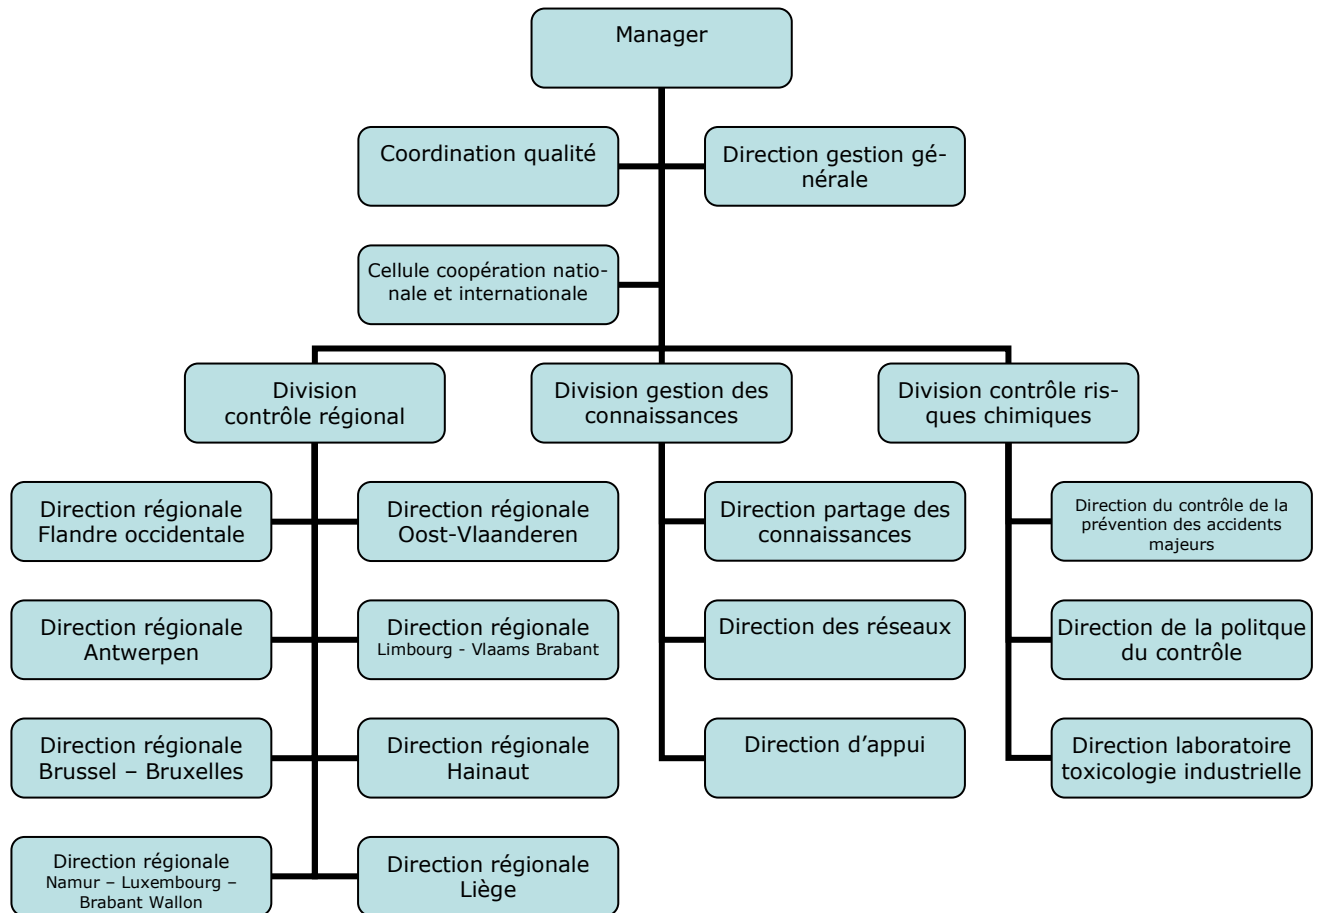 Manager
Coordination qualité
Direction gestion gé-
nérale
Cellule coopération natio-
nale et internationale
Division
contrôle régional
Division gestion des
connaissances
Division contrôle ris-
ques chimiques
Direction régionale
Flandre occidentale
Direction régionale
Oost-Vlaanderen
Direction partage des
connaissances
Direction du contrôle de la
prévention des accidents
majeurs
Direction régionale
Antwerpen
Direction régionale
Limbourg - Vlaams Brabant
Direction des réseaux
Direction de la politque
du contrôle
Direction régionale
Brussel – Bruxelles
Direction régionale
Hainaut
Direction d’appui
Direction laboratoire
toxicologie industrielle
Direction régionale
Namur – Luxembourg –
Brabant Wallon
Direction régionale
Liège